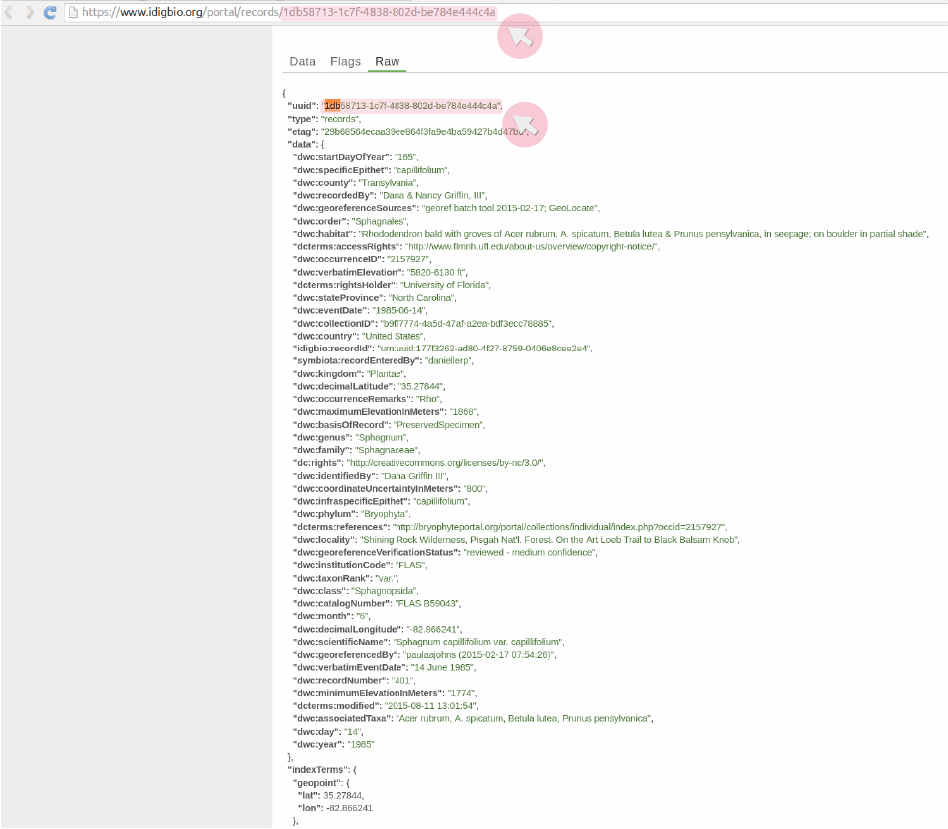 https://www.idigbio.org/portal/records/1db58713-1c7f-4838-802d-be784e444c4a
Data Flags Raw
{
"uuid": "1db58713-1c7f-4838-802d-be784e444c4a",
"type": "records",
"etag": "29b68564ecaa39ee864f3fa9e4ba59427b4d47b
"data": {
"dwc:startDayOfYear": "165",
"dwc:specificEpithet": "capillifolium",
"dwc:county": "Transylvania",
"dwc:recordedBy": "Dana & Nancy Griffin, III",
"dwc:georeferenceSources": "georef batch tool 2015-02-17; GeoLocate",
"dwc:order": "Sphagnales",
"dwc:habitat": "Rhododendron bald with groves of Acer rubrum, A. spicatum, Betula lutea & Prunus pensylvanica, in seepage; on boulder in partial shade",
"dcterms:accessRights": "http://www.flmnh.ufl.edu/about-us/overview/copyright-notice/",
"dwc:occurrenceID": "2157927",
"dwc:verbatimElevation": "5820-6130 ft",
"dcterms:rightsHolder": "University of Florida",
"dwc:stateProvince": "North Carolina",
"dwc:eventDate": "1985-06-14",
"dwc:collectionID": "b9ff7774-4a5d-47af-a2ea-bdf3ecc78885",
"dwc:country": "United States",
"idigbio:recordId": "urn:uuid:177f3262-ad80-4f27-8759-0406e8cee2e4",
"symbiota:recordEnteredBy": "daniellerp",
"dwc:kingdom": "Plantae",
"dwc:decimalLatitude": "35.27844",
"dwc:occurrenceRemarks": "Rho",
"dwc:maximumElevationInMeters": "1868",
"dwc:basisOfRecord": "PreservedSpecimen",
"dwc:genus": "Sphagnum",
"dwc:family": "Sphagnaceae",
"dc:rights": "http://creativecommons.org/licenses/by-nc/3.0/",
"dwc:identifiedBy": "Dana Griffin III",
"dwc:coordinateUncertaintyInMeters": "800",
"dwc:infraspecificEpithet": "capillifolium",
"dwc:phylum": "Bryophyta",
"dcterms:references": "http://bryophyteportal.org/portal/collections/individual/index.php?occid=2157927",
"dwc:locality": "Shining Rock Wilderness, Pisgah Nat'l. Forest. On the Art Loeb Trail to Black Balsam Knob",
"dwc:georeferenceVerificationStatus": "reviewed - medium confidence",
"dwc:institutionCode": "FLAS",
"dwc:taxonRank": "var.",
"dwc:class": "Sphagnopsida",
"dwc:catalogNumber": "FLAS B59043",
"dwc:month": "6",
"dwc:decimalLongitude": "-82.866241",
"dwc:scientificName": "Sphagnum capillifolium var. capillifolium",
"dwc:georeferencedBy": "paulaajohns (2015-02-17 07:54:26)",
"dwc:verbatimEventDate": "14 June 1985",
"dwc:recordNumber": "401",
"dwc:minimumElevationInMeters": "1774",
"dcterms:modified": "2015-08-11 13:01:54",
"dwc:associatedTaxa": "Acer rubrum, A. spicatum, Betula lutea, Prunus pensylvanica",
"dwc:day": "14",
"dwc:year": "1985"
},
"indexTerms": {
"geopoint": {
"lat": 35.27844,
"lon": -82.866241
},